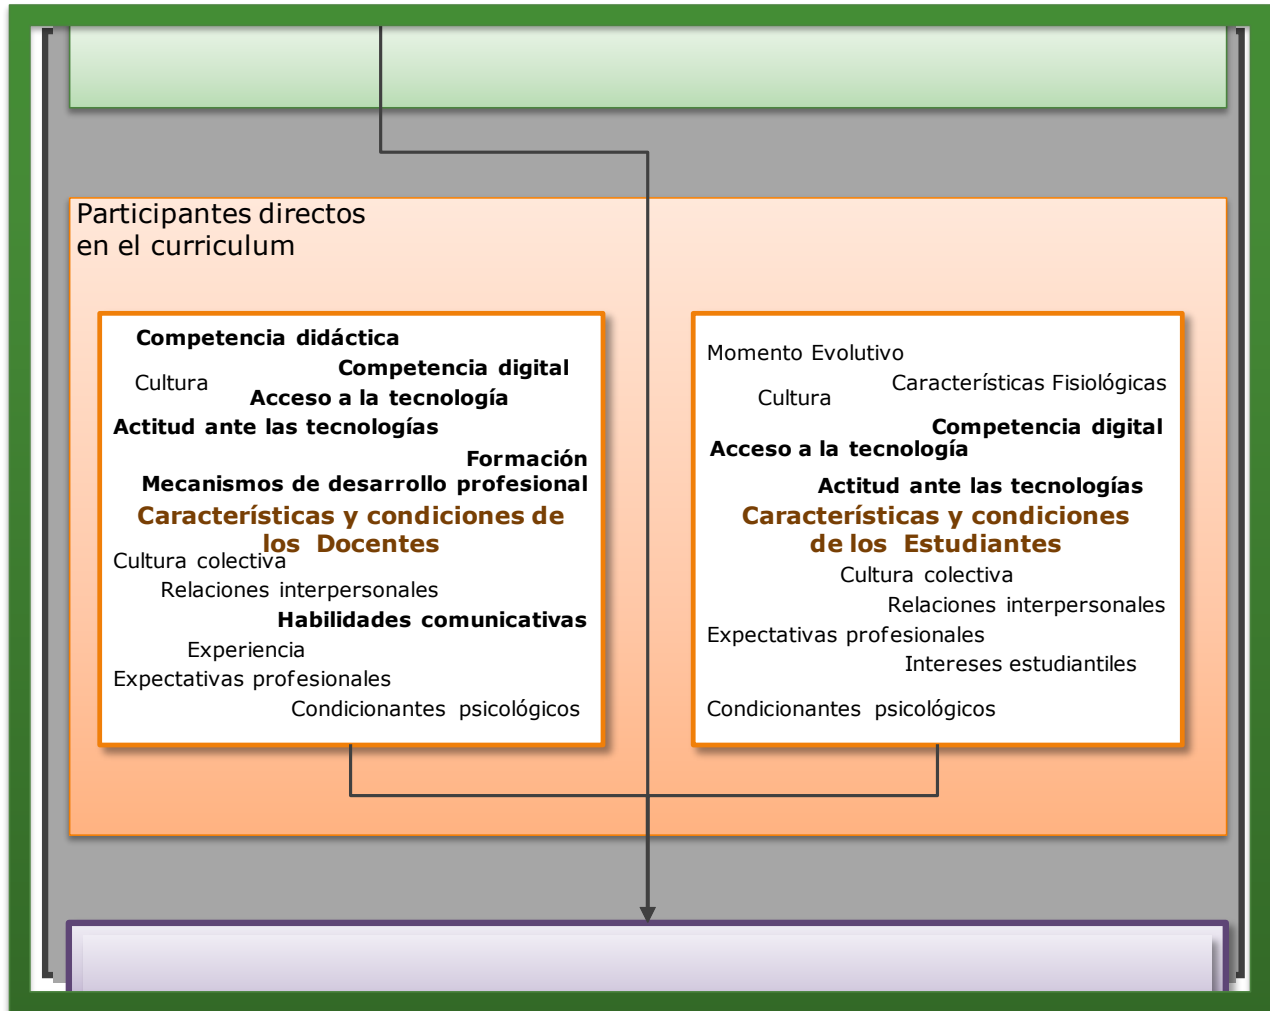 Participantes directos
en el curriculum
Competencia didáctica
Competencia digital
Cultura
Acceso a la tecnología
Actitud ante las tecnologías
Formación
Mecanismos de desarrollo profesional
Características y condiciones de
los Docentes
Cultura colectiva
Relaciones interpersonales
Habilidades comunicativas
Experiencia
Expectativas profesionales
Condicionantes psicológicos
Momento Evolutivo
Características Fisiológicas
Cultura
Competencia digital
Acceso a la tecnología
Actitud ante las tecnologías
Características y condiciones
de los Estudiantes
Cultura colectiva
Relaciones interpersonales
Expectativas profesionales
Intereses estudiantiles
Condicionantes psicológicos